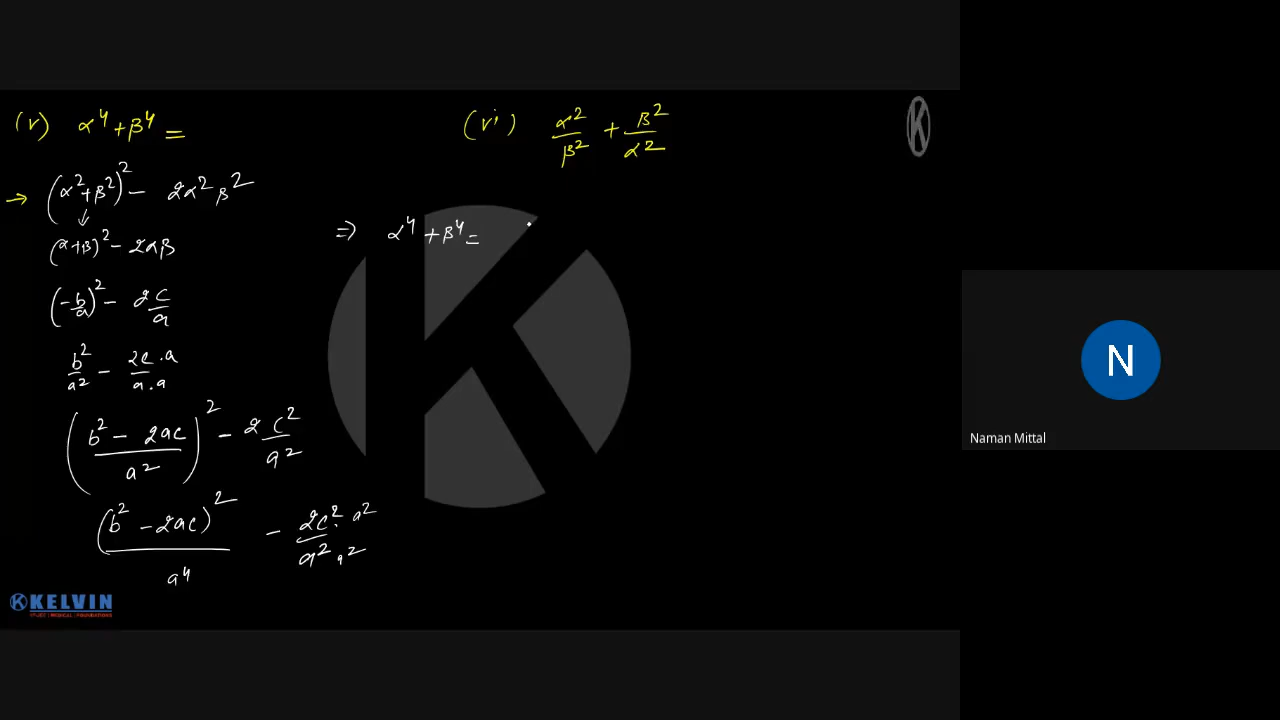 (v) α⁴ + β⁴ =
→ (α² + β²)² - 2α²β²
↓
(α+β)² - 2αβ
(-b/a)² - 2c/a
b²/a² - 2c.a/a.a
((b² - 2ac)/a²)² - 2c²/a²
(b² - 2ac)²/a⁴ - 2c².a²/a² a²
(vi) α²/β² + β²/α²
⇒ α⁴ + β⁴ =
K
KELVIN
N
Naman Mittal